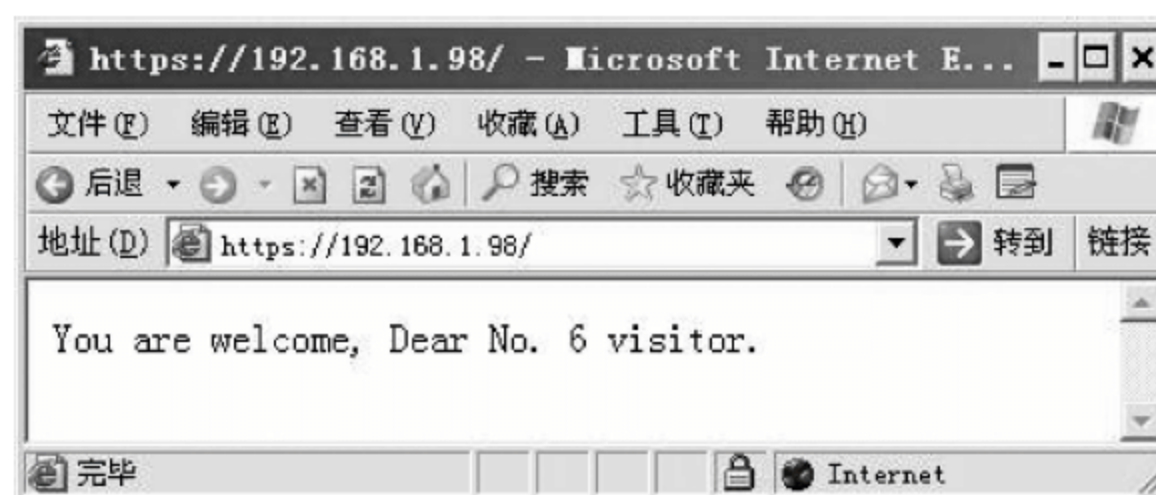 https://192.168.1.98/ - Microsoft Internet E...
文件(F) 编辑(E) 查看(V) 收藏(A) 工具(T) 帮助(H)
后退 搜索 收藏夹
地址(D) https://192.168.1.98/ 转到 链接
You are welcome, Dear No. 6 visitor.
完毕 Internet